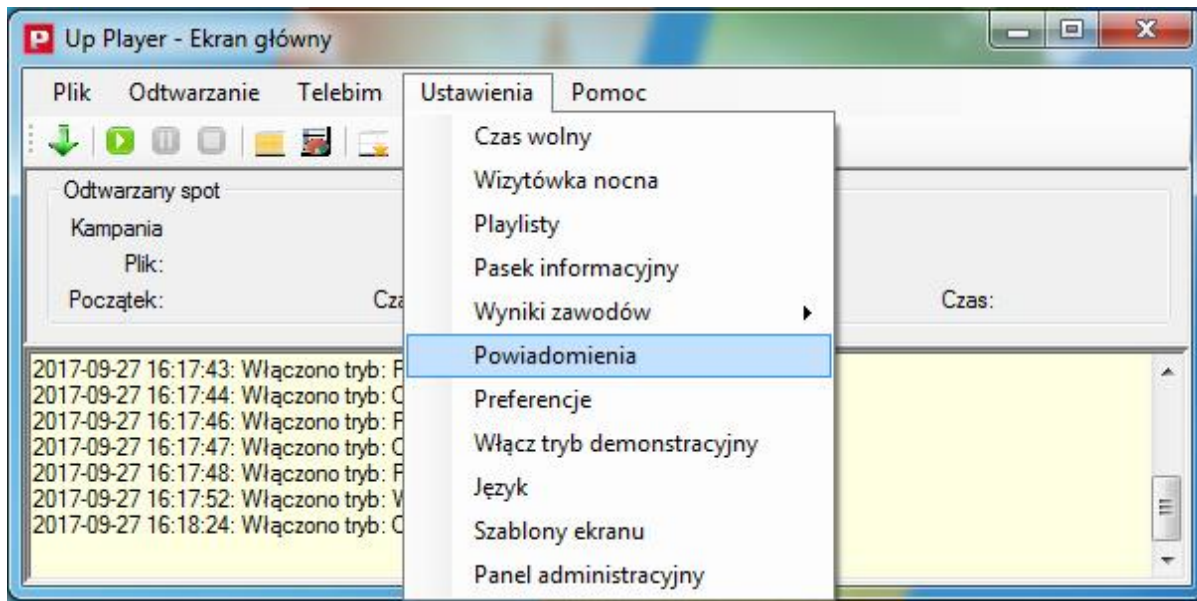 P Up Player - Ekran główny
Plik Odtwarzanie Telebim Ustawienia Pomoc
Czas wolny
Wizytówka nocna
Playlisty
Pasek informacyjny
Wyniki zawodów
Powiadomienia
Preferencje
Włącz tryb demonstracyjny
Język
Szablony ekranu
Panel administracyjny
Odtwarzany spot
Kampania
Plik:
Początek:
Czas:
2017-09-27 16:17:43: Włączono tryb:
2017-09-27 16:17:44: Włączono tryb:
2017-09-27 16:17:46: Włączono tryb:
2017-09-27 16:17:47: Włączono tryb:
2017-09-27 16:17:48: Włączono tryb:
2017-09-27 16:17:52: Włączono tryb:
2017-09-27 16:18:24: Włączono tryb: